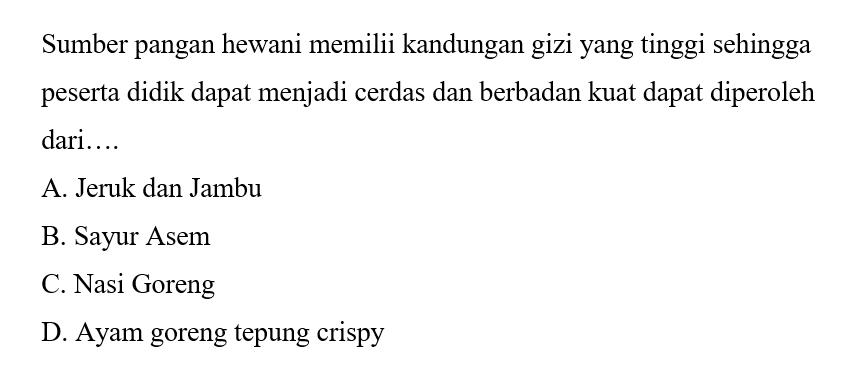 Sumber pangan hewani memilii kandungan gizi yang tinggi sehingga
peserta didik dapat menjadi cerdas dan berbadan kuat dapat diperoleh
dari….
A. Jeruk dan Jambu
B. Sayur Asem
C. Nasi Goreng
D. Ayam goreng tepung crispy